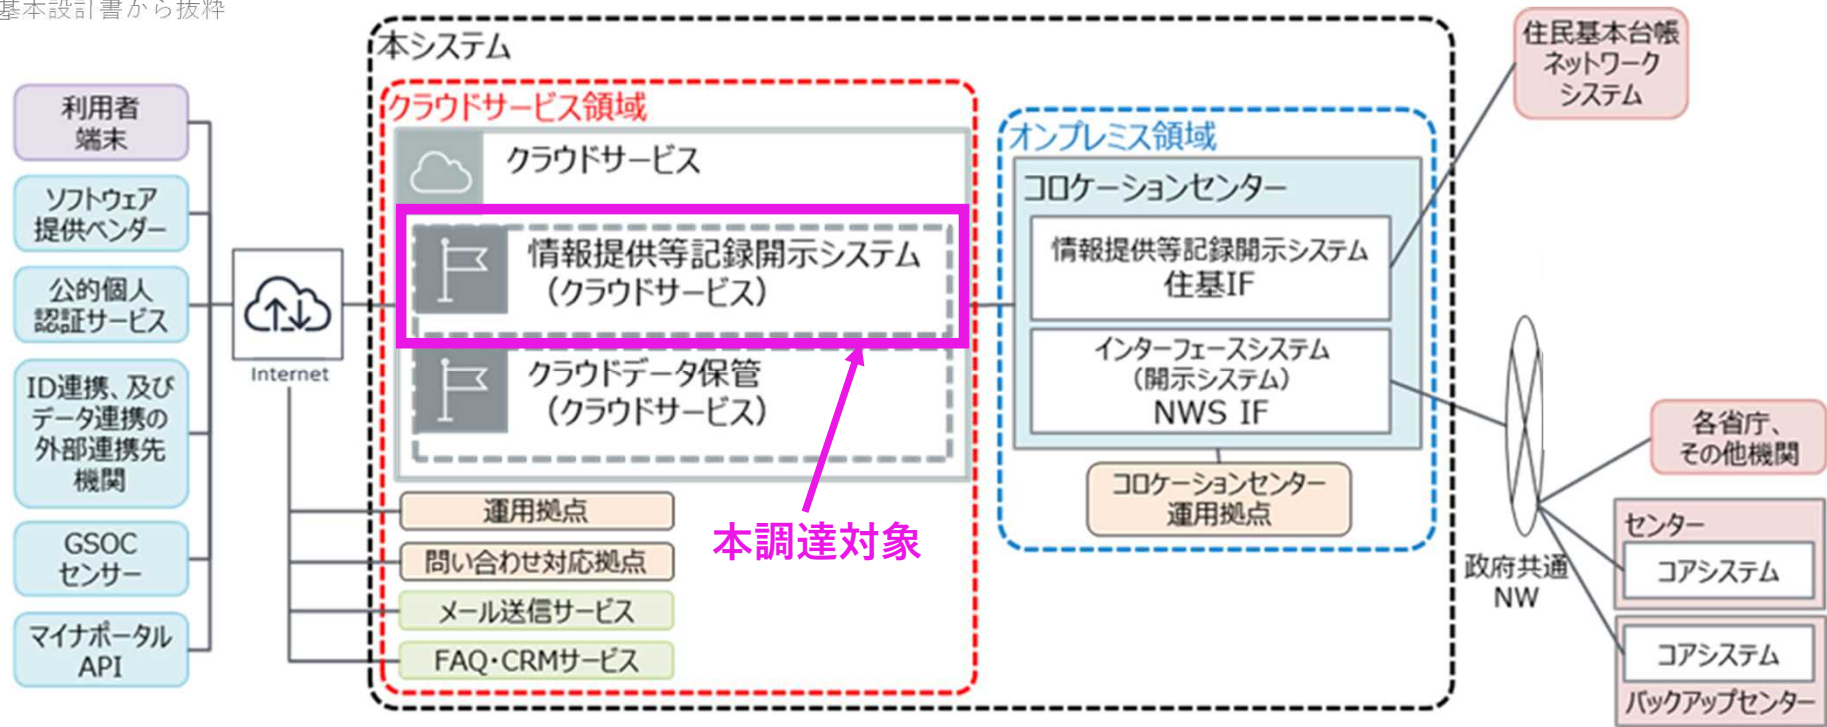 基本設計書から抜粋
本システム
利用者
端末
ソフトウェア
提供ベンダー
公的個人
認証サービス
ID連携、及び
データ連携の
外部連携先
機関
GSOC
センサー
マイナポータル
API
Internet
クラウドサービス領域
クラウドサービス
情報提供等記録開示システム
（クラウドサービス）
クラウドデータ保管
（クラウドサービス）
運用拠点
問い合わせ対応拠点
メール送信サービス
FAQ・CRMサービス
本調達対象
オンプレミス領域
コロケーションセンター
情報提供等記録開示システム
住基IF
インターフェースシステム
（開示システム）
NWS IF
コロケーションセンター
運用拠点
住民基本台帳
ネットワーク
システム
政府共通
NW
各省庁、
その他機関
センター
コアシステム
コアシステム
バックアップセンター